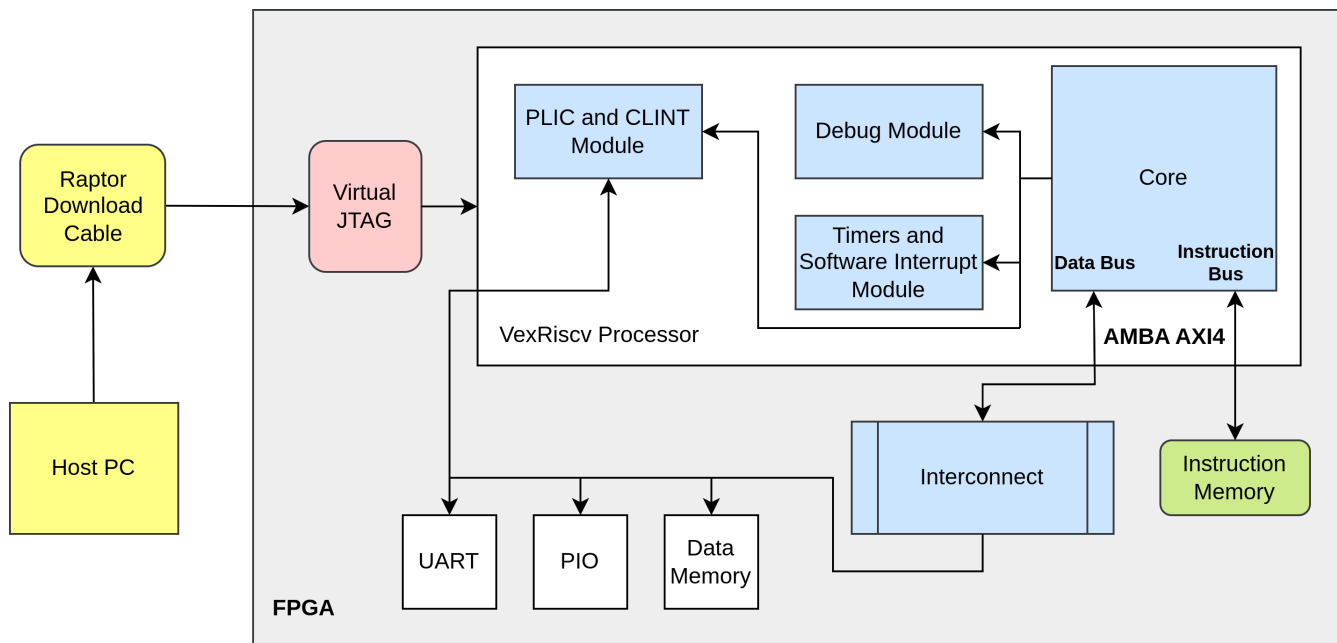 PLIC and CLINT
Module
Debug Module
Core
Raptor
Download
Cable
Virtual
JTAG
Timers and
Software Interrupt
Module
Data Bus
Instruction
Bus
VexRiscv Processor
AMBA AXI4
Host PC
Interconnect
Instruction
Memory
UART
PIO
Data
Memory
FPGA